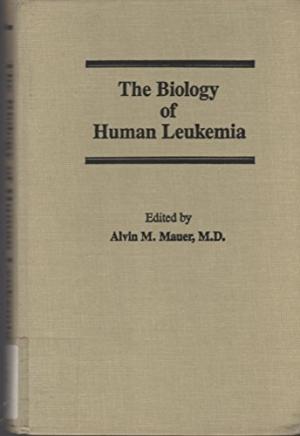 The Biology
of
Human Leukemia
Edited by
Alvin M. Mauer, M.D.